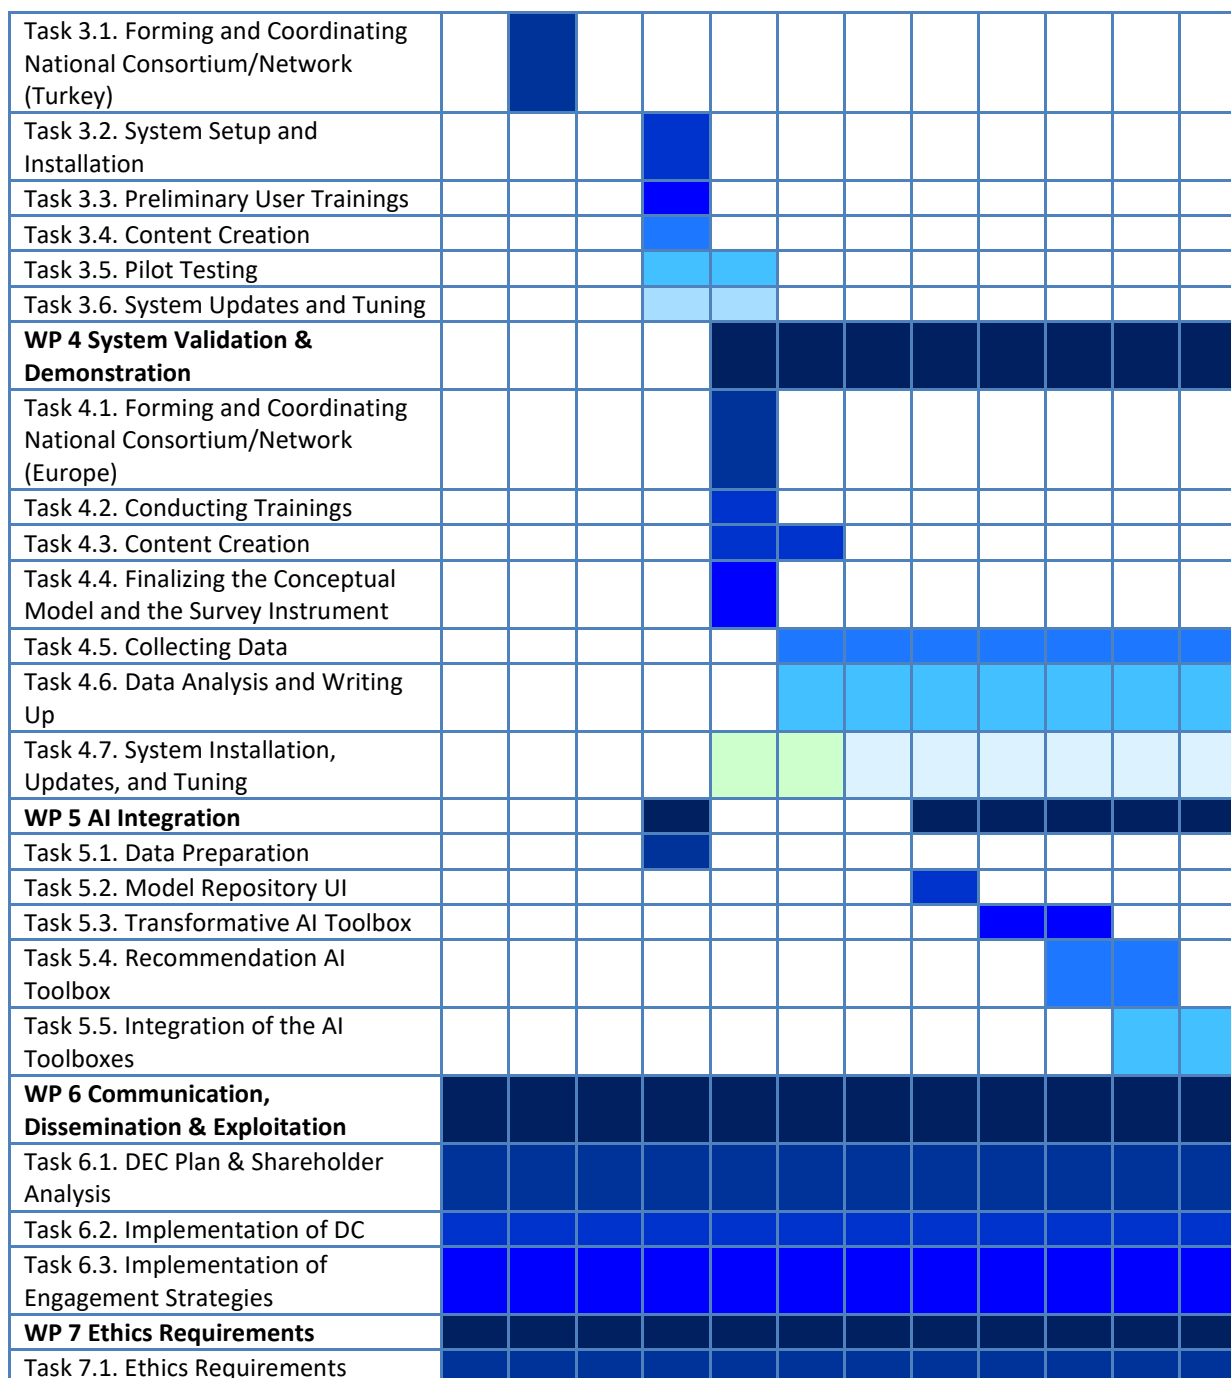 Task 3.1. Forming and Coordinating
National Consortium/Network
(Turkey)
Task 3.2. System Setup and
Installation
Task 3.3. Preliminary User Trainings
Task 3.4. Content Creation
Task 3.5. Pilot Testing
Task 3.6. System Updates and Tuning
WP 4 System Validation &
Demonstration
Task 4.1. Forming and Coordinating
National Consortium/Network
(Europe)
Task 4.2. Conducting Trainings
Task 4.3. Content Creation
Task 4.4. Finalizing the Conceptual
Model and the Survey Instrument
Task 4.5. Collecting Data
Task 4.6. Data Analysis and Writing
Up
Task 4.7. System Installation,
Updates, and Tuning
WP 5 AI Integration
Task 5.1. Data Preparation
Task 5.2. Model Repository UI
Task 5.3. Transformative AI Toolbox
Task 5.4. Recommendation AI
Toolbox
Task 5.5. Integration of the AI
Toolboxes
WP 6 Communication,
Dissemination & Exploitation
Task 6.1. DEC Plan & Shareholder
Analysis
Task 6.2. Implementation of DC
Task 6.3. Implementation of
Engagement Strategies
WP 7 Ethics Requirements
Task 7.1. Ethics Requirements